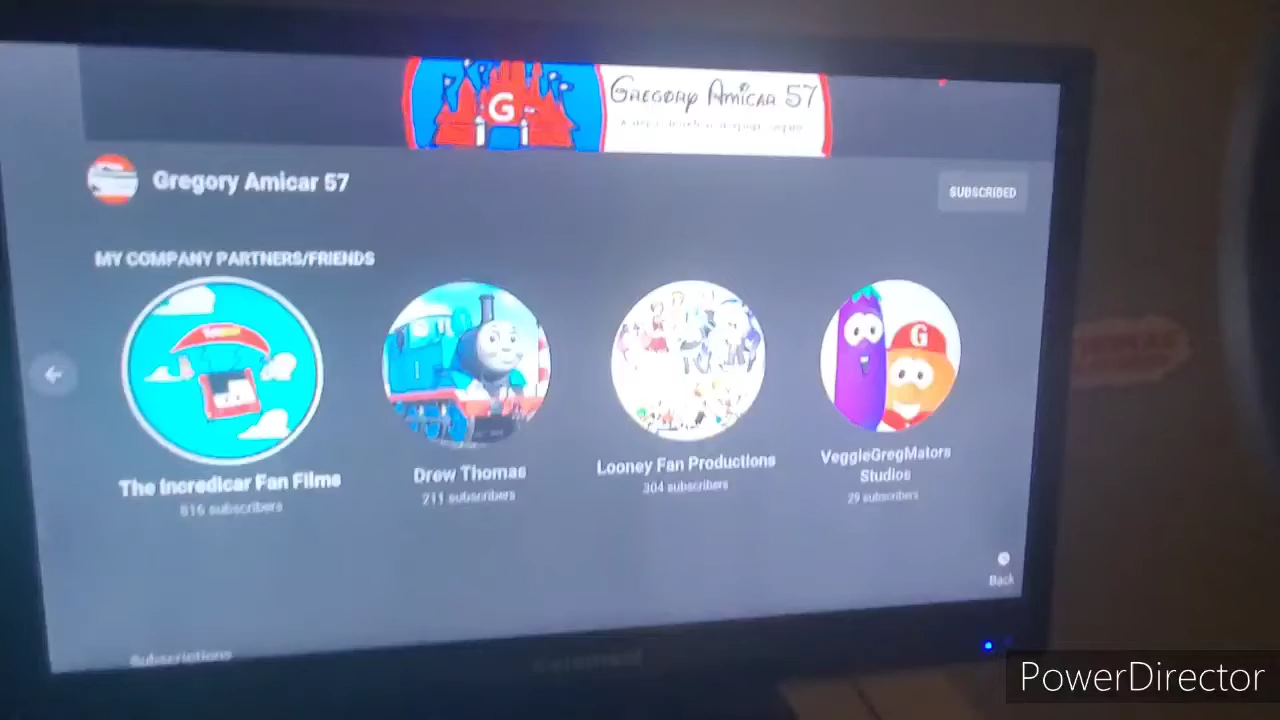 G
GREGORY AMICAR 57
Gregory Amicar 57
SUBSCRIBED
MY COMPANY PARTNERS/FRIENDS
G
The Incredicar Fan Films
816 subscribers
Drew Thomas
211 subscribers
Looney Fan Productions
304 subscribers
VeggieGregMators
Studios
29 subscribers
Back
Subscriptions
PowerDirector